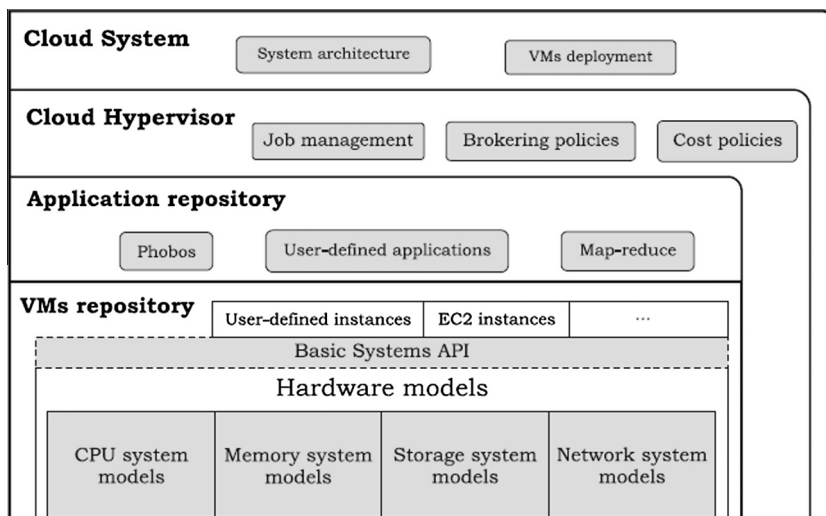 Cloud System
System architecture
VMs deployment
Cloud Hypervisor
Job management
Brokering policies
Cost policies
Application repository
Phobos
User-defined applications
Map-reduce
VMs repository
User-defined instances
EC2 instances
...
Basic Systems API
Hardware models
CPU system
models
Memory system
models
Storage system
models
Network system
models